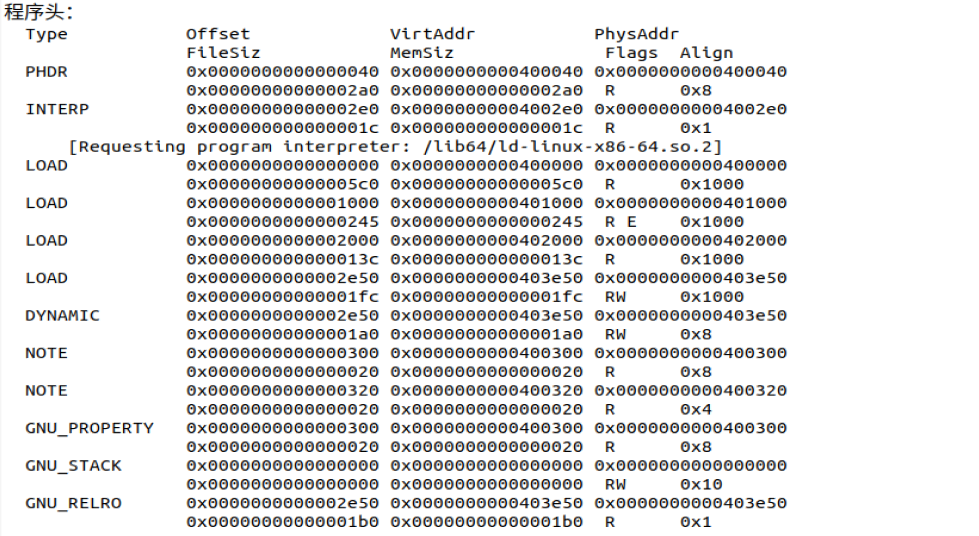 程序头:
Type Offset VirtAddr PhysAddr
FileSiz MemSiz Flags Align
PHDR 0x0000000000000040 0x0000000000400040 0x0000000000400040
0x00000000000002a0 0x00000000000002a0 R 0x8
INTERP 0x00000000000002e0 0x00000000004002e0 0x00000000004002e0
0x000000000000001c 0x000000000000001c R 0x1
[Requesting program interpreter: /lib64/ld-linux-x86-64.so.2]
LOAD 0x0000000000000000 0x0000000000400000 0x0000000000400000
0x00000000000005c0 0x00000000000005c0 R 0x1000
LOAD 0x0000000000001000 0x0000000000401000 0x0000000000401000
0x0000000000000245 0x0000000000000245 R E 0x1000
LOAD 0x0000000000002000 0x0000000000402000 0x0000000000402000
0x000000000000013c 0x000000000000013c R 0x1000
LOAD 0x0000000000002e50 0x0000000000403e50 0x0000000000403e50
0x00000000000001fc 0x00000000000001fc RW 0x1000
DYNAMIC 0x0000000000002e50 0x0000000000403e50 0x0000000000403e50
0x00000000000001a0 0x00000000000001a0 RW 0x8
NOTE 0x0000000000000300 0x0000000000400300 0x0000000000400300
0x0000000000000020 0x0000000000000020 R 0x8
NOTE 0x0000000000000320 0x0000000000400320 0x0000000000400320
0x0000000000000020 0x0000000000000020 R 0x4
GNU_PROPERTY 0x0000000000000300 0x0000000000400300 0x0000000000400300
0x0000000000000020 0x0000000000000020 R 0x8
GNU_STACK 0x0000000000000000 0x0000000000000000 0x0000000000000000
0x0000000000000000 0x0000000000000000 RW 0x10
GNU_RELRO 0x0000000000002e50 0x0000000000403e50 0x0000000000403e50
0x00000000000001b0 0x00000000000001b0 R 0x1